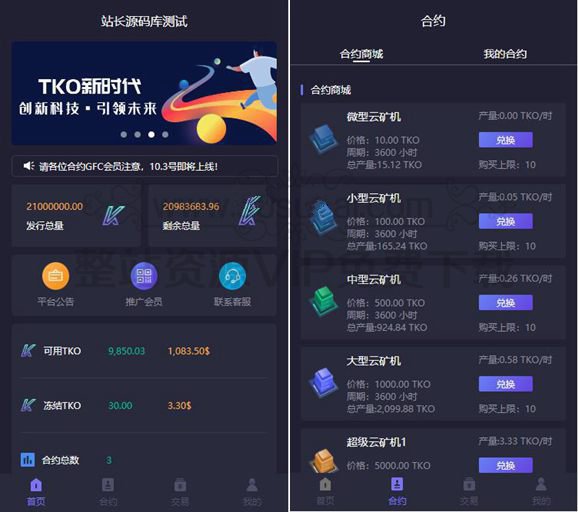 站长源码库测试
TKO新时代
创新科技·引领未来
请各位合约GFC会员注意，10.3号即将上线！
21000000.00
发行总量
20983683.96
剩余总量
平台公告
推广会员
联系客服
可用TKO 9,850.03 1,083.50$
冻结TKO 30.00 3.30$
合约总数 3
首页 合约 交易 我的
合约
合约商城 我的合约
合约商城
微型云矿机 产量:0.00 TKO/时
价格：10.00 TKO 兑换
周期：3600 小时
总产量:15.12 TKO 购买上限：10
小型云矿机 产量:0.05 TKO/时
价格：100.00 TKO 兑换
周期：3600 小时
总产量:165.24 TKO 购买上限：10
中型云矿机 产量:0.26 TKO/时
价格：500.00 TKO 兑换
周期：3600 小时
总产量:924.84 TKO 购买上限：10
大型云矿机 产量:0.58 TKO/时
价格：1000.00 TKO 兑换
周期：3600 小时
总产量:2,099.88 TKO 购买上限：10
超级云矿机1 产量:3.33 TKO/时
价格：5000.00 TKO 兑换
首页 合约 交易 我的